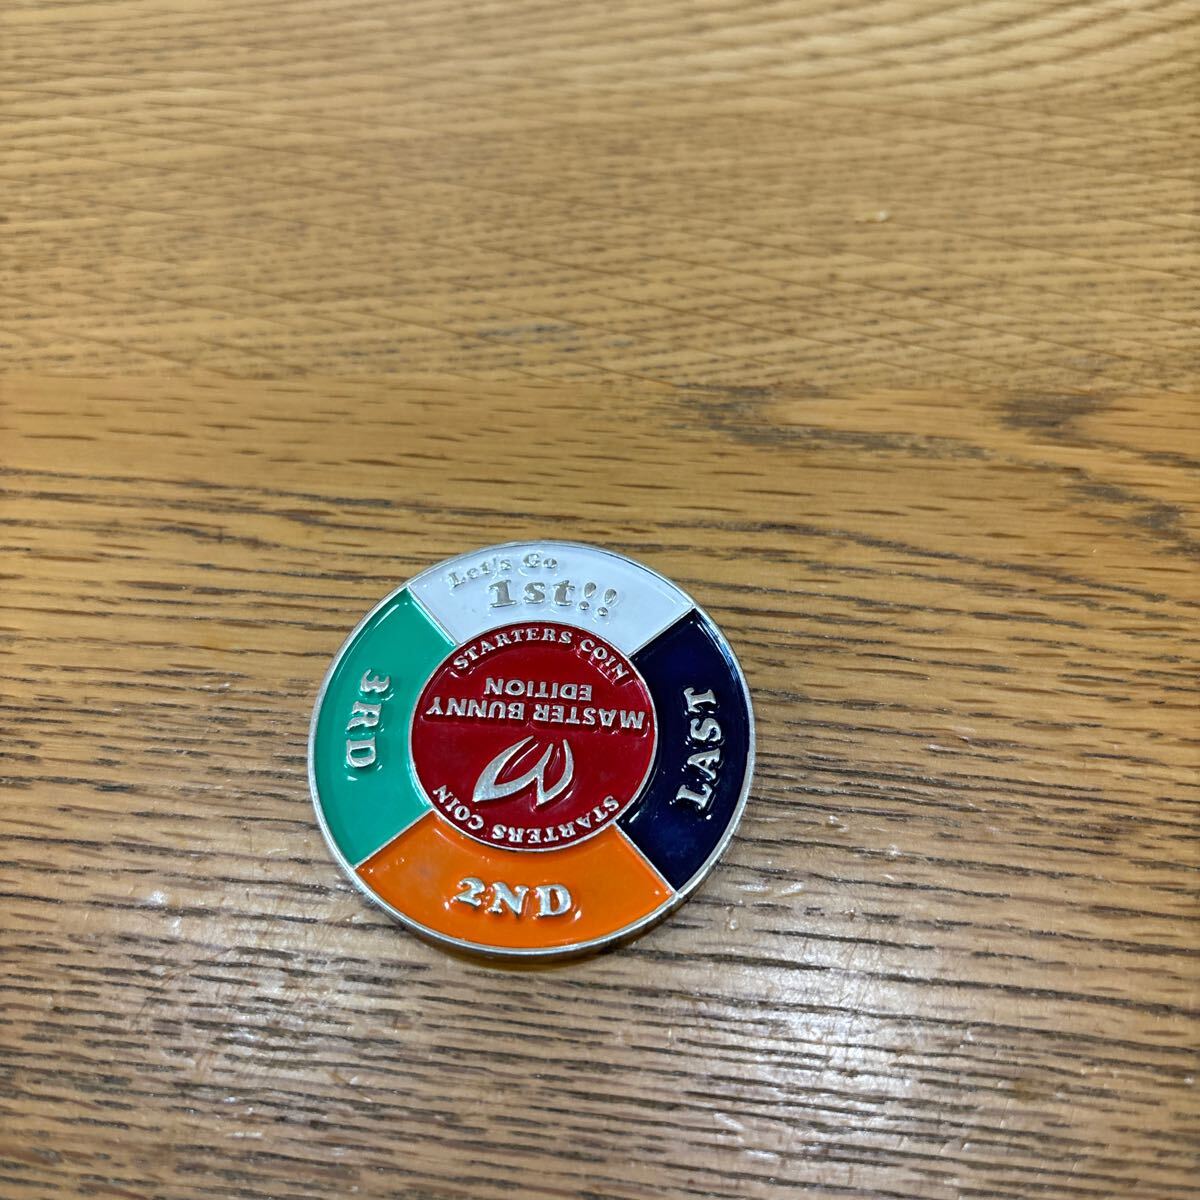 Let's Go
1st!!
STARTERS COIN
MASTER BUNNY
EDITION
STARTERS COIN
3RD
LAST
2ND